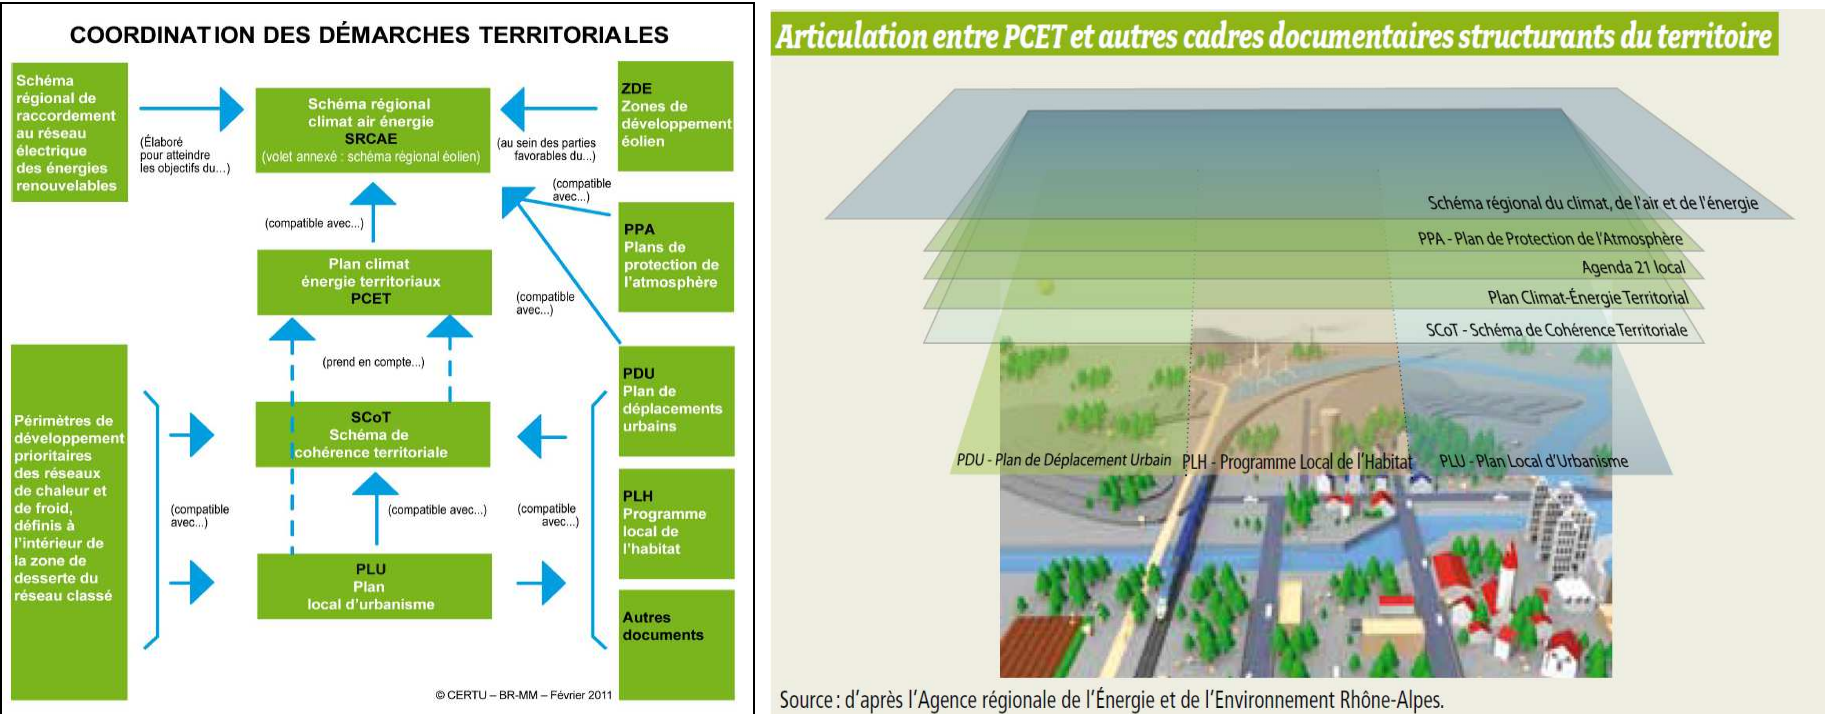 COORDINATION DES DÉMARCHES TERRITORIALES
Schéma
régional de
raccordement
au réseau
électrique
des énergies
renouvelables
(Élaboré
pour atteindre
les objectifs du...)
Schéma régional
climat air énergie
SRCAE
(volet annexé : schéma régional éolien)
(au sein des parties
favorables du...)
ZDE
Zones de
développement
éolien
(compatible
avec...)
(compatible avec...)
PPA
Plans de
protection de
l'atmosphère
Plan climat
énergie territoriaux
PCET
(compatible
avec...)
(prend en compte...)
PDU
Plan de
déplacements
urbains
SCoT
Schéma de
cohérence territoriale
Périmètres de
développement
prioritaires
des réseaux
de chaleur et
de froid,
définis à
l'intérieur de
la zone de
desserte du
réseau classé
(compatible
avec...)
(compatible avec...)
(compatible
avec...)
PLH
Programme
local de
l'habitat
PLU
Plan
local d'urbanisme
Autres
documents
© CERTU – BR-MM – Février 2011
Articulation entre PCET et autres cadres documentaires structurants du territoire
Schéma régional du climat, de l'air et de l'énergie
PPA - Plan de Protection de l'Atmosphère
Agenda 21 local
Plan Climat-Énergie Territorial
SCoT - Schéma de Cohérence Territoriale
PDU - Plan de Déplacement Urbain PLH - Programme Local de l'Habitat PLU - Plan Local d'Urbanisme
Source : d'après l'Agence régionale de l'Énergie et de l'Environnement Rhône-Alpes.